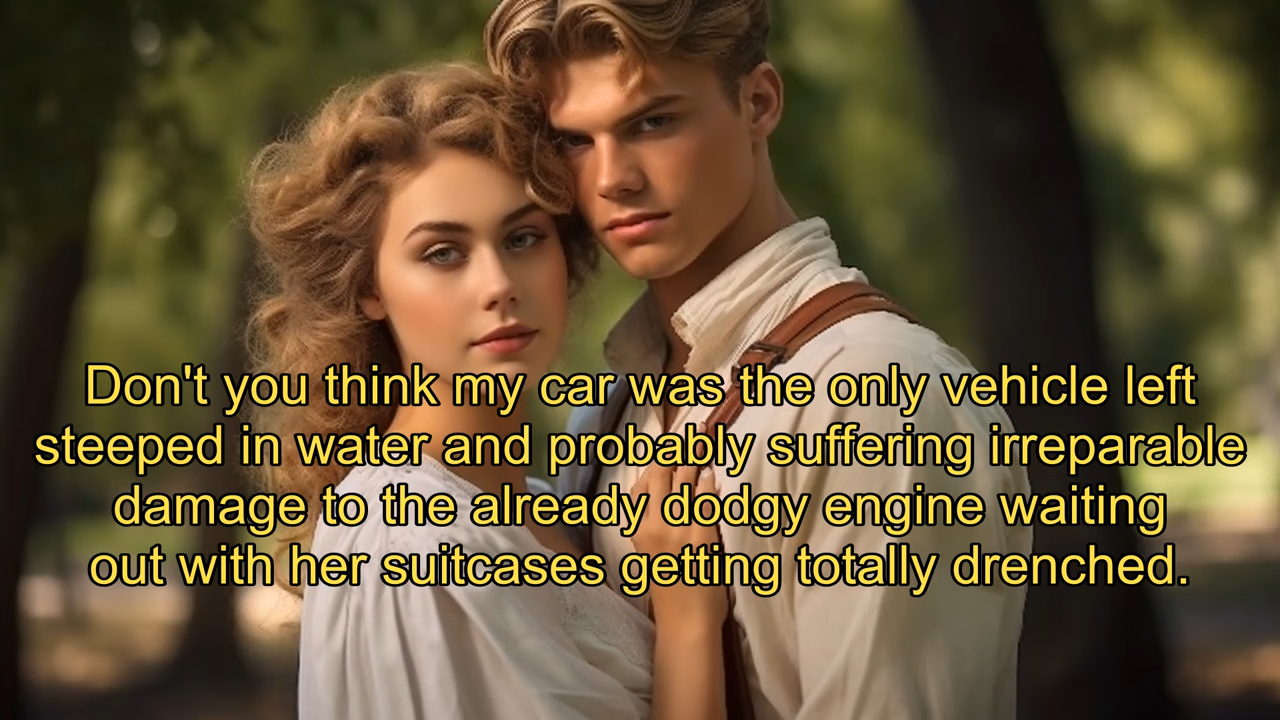 Don't you think my car was the only vehicle left
steeped in water and probably suffering irreparable
damage to the already dodgy engine waiting
out with her suitcases getting totally drenched.